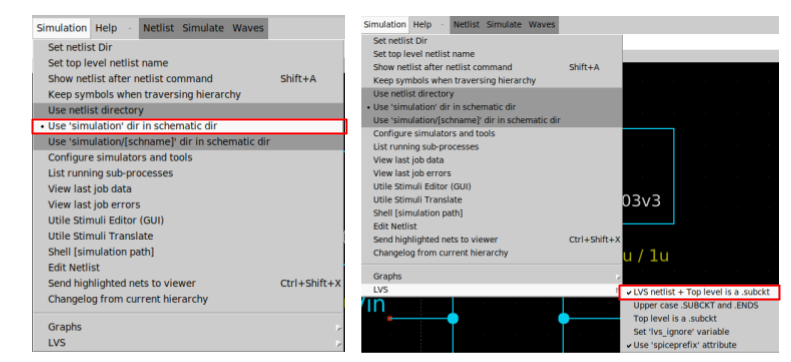 Simulation Help - Netlist Simulate Waves
Set netlist Dir
Set top level netlist name
Show netlist after netlist command Shift+A
Keep symbols when traversing hierarchy
Use netlist directory
• Use 'simulation' dir in schematic dir
Use 'simulation/[schname]' dir in schematic dir
Configure simulators and tools
List running sub-processes
View last job data
View last job errors
Utile Stimuli Editor (GUI)
Utile Stimuli Translate
Shell [simulation path]
Edit Netlist
Send highlighted nets to viewer Ctrl+Shift+X
Changelog from current hierarchy
Graphs
LVS
Simulation Help - Netlist Simulate Waves
Set netlist Dir
Set top level netlist name
Show netlist after netlist command Shift+A
Keep symbols when traversing hierarchy
Use netlist directory
• Use 'simulation' dir in schematic dir
Use 'simulation/[schname]' dir in schematic dir
Configure simulators and tools
List running sub-processes
View last job data
View last job errors
Utile Stimuli Editor (GUI)
Utile Stimuli Translate
Shell [simulation path]
Edit Netlist
Send highlighted nets to viewer Ctrl+Shift+X
Changelog from current hierarchy
Graphs
LVS
03v3
u / 1u
✓ LVS netlist + Top level is a .subckt
Upper case .SUBCKT and .ENDS
Top level is a .subckt
Set 'lvs_ignore' variable
✓ Use 'spiceprefix' attribute